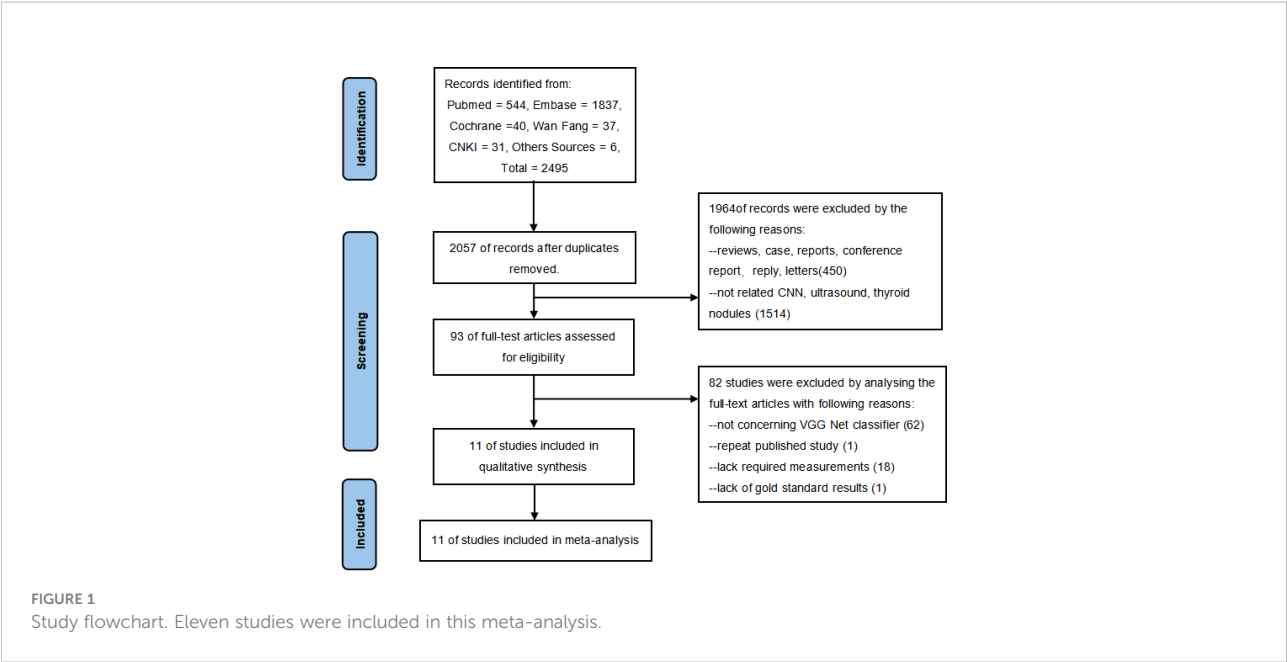 Identification
Records identified from:
Pubmed = 544, Embase = 1837,
Cochrane =40, Wan Fang = 37,
CNKI = 31, Others Sources = 6,
Total = 2495
1964of records were excluded by the
following reasons:
--reviews, case, reports, conference
report, reply, letters(450)
--not related CNN, ultrasound, thyroid
nodules (1514)
Screening
2057 of records after duplicates
removed.
93 of full-test articles assessed
for eligibility
82 studies were excluded by analysing the
full-text articles with following reasons:
--not concerning VGG Net classifier (62)
--repeat published study (1)
--lack required measurements (18)
--lack of gold standard results (1)
11 of studies included in
qualitative synthesis
Included
11 of studies included in meta-analysis
FIGURE 1
Study flowchart. Eleven studies were included in this meta-analysis.